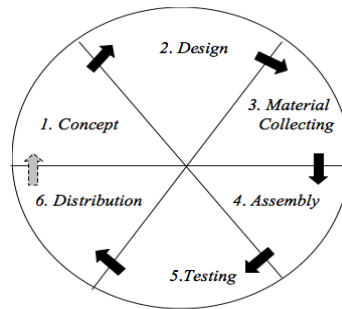 2. Design
1. Concept
3. Material
Collecting
6. Distribution
4. Assembly
5.Testing